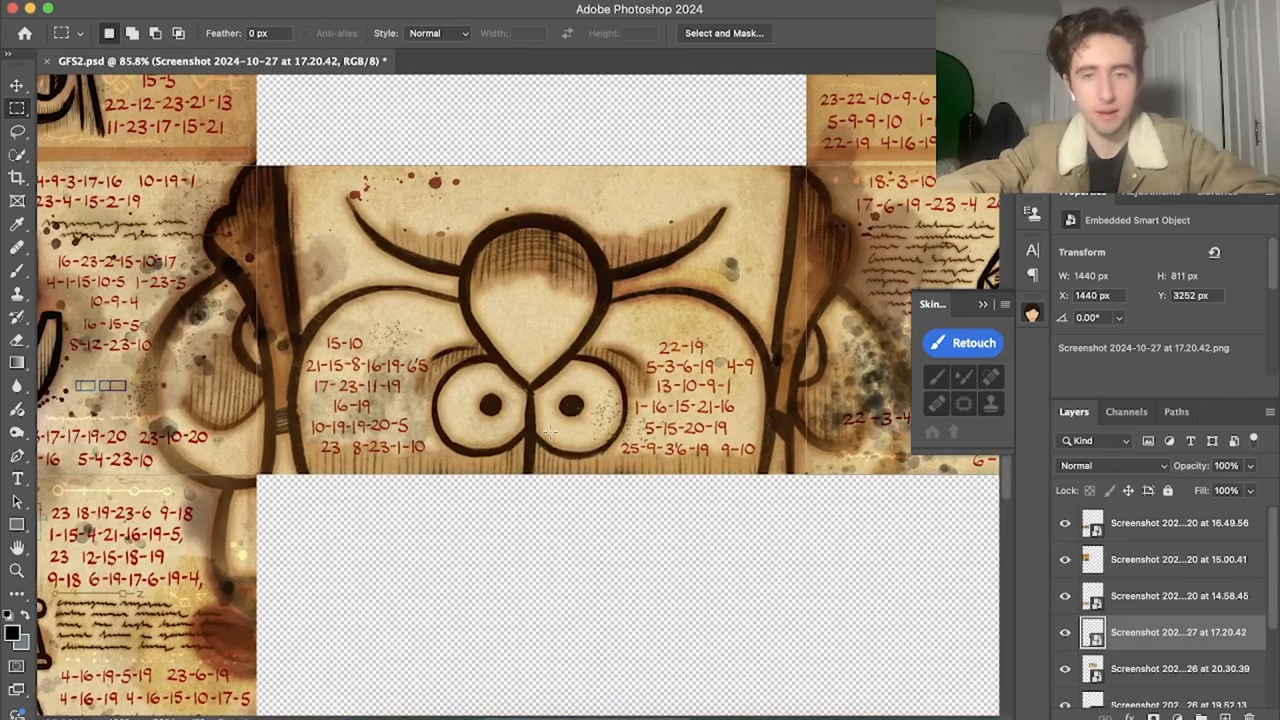 Adobe Photoshop 2024
Feather: 0 px
Anti-alias
Style: Normal
Width:
Height:
Select and Mask...
GFS2.psd @ 85.8% (Screenshot 2024-10-27 at 17.20.42, RGB/8) *
15-5
22-12-23-21-13
11-23-17-15-21
4-9-3-17-16 10-19-1
23-4-15-2-19
16-23-2-15-10-17
4-1-15-10-5 1-23-5
10-9-4
16-15-5
8-12-23-10
17-17-19-20 23-10-20
-16 5-4-23-10
23 18-19-23-6 9-18
1-15-4-21-16-19-5,
23 12-15-18-19
9-18 6-19-17-6-19-4,
4-16-19-5-19 23-6-19
4-16-19 4-16-15-10-17-5
15-10
21-15-8-16-19-6'5
17-23-11-19
16-19
10-19-19-20-5
23 8-23-1-10
22-19
5-3-6-19 4-9
13-10-9-1
1-16-15-21-16
5-15-20-19
25-9-3'6-19 9-10
23-22-10-9-6-
5-9-9-10
22-19 4-16-19
18-3-10
17-6-19-23-4
22-3-4
6-
Properties
Adjustments
Libraries
Embedded Smart Object
Transform
W: 1440 px
H: 811 px
X: 1440 px
Y: 3252 px
0.00°
Screenshot 2024-10-27 at 17.20.42.png
Skin...
Retouch
Layers
Channels
Paths
Kind
Normal
Opacity: 100%
Lock:
Fill: 100%
Screenshot 202...20 at 16.49.56
Screenshot 202...20 at 15.00.41
Screenshot 202...20 at 14.58.45
Screenshot 202...27 at 17.20.42
Screenshot 202...26 at 20.30.39
Screenshot 202...26 at 19.52.13